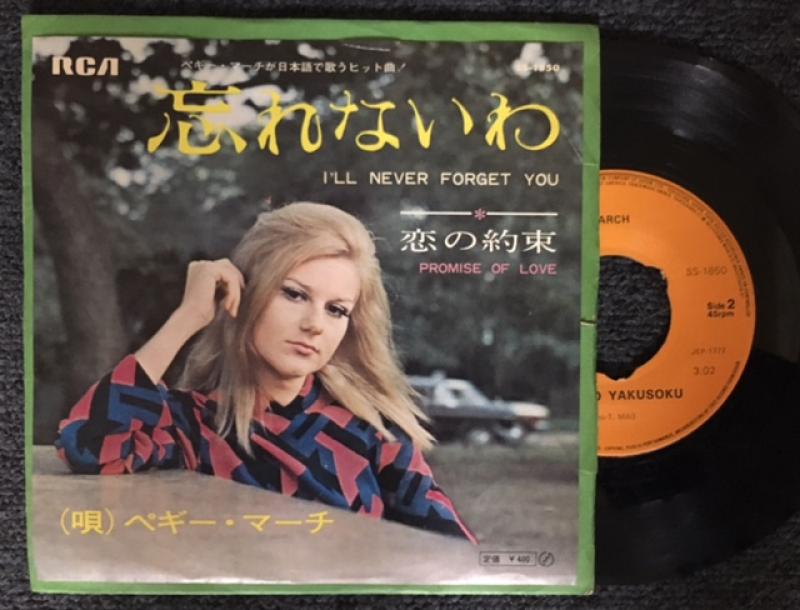 RCA
ペギー・マーチが日本語で歌うヒット曲！
SS-1850
忘れないわ
I'LL NEVER FORGET YOU
恋の約束
PROMISE OF LOVE
(唄) ペギー・マーチ
定価 ¥400
ARCH
SS-1850
Side 2
45rpm
3:02
YAKUSOKU